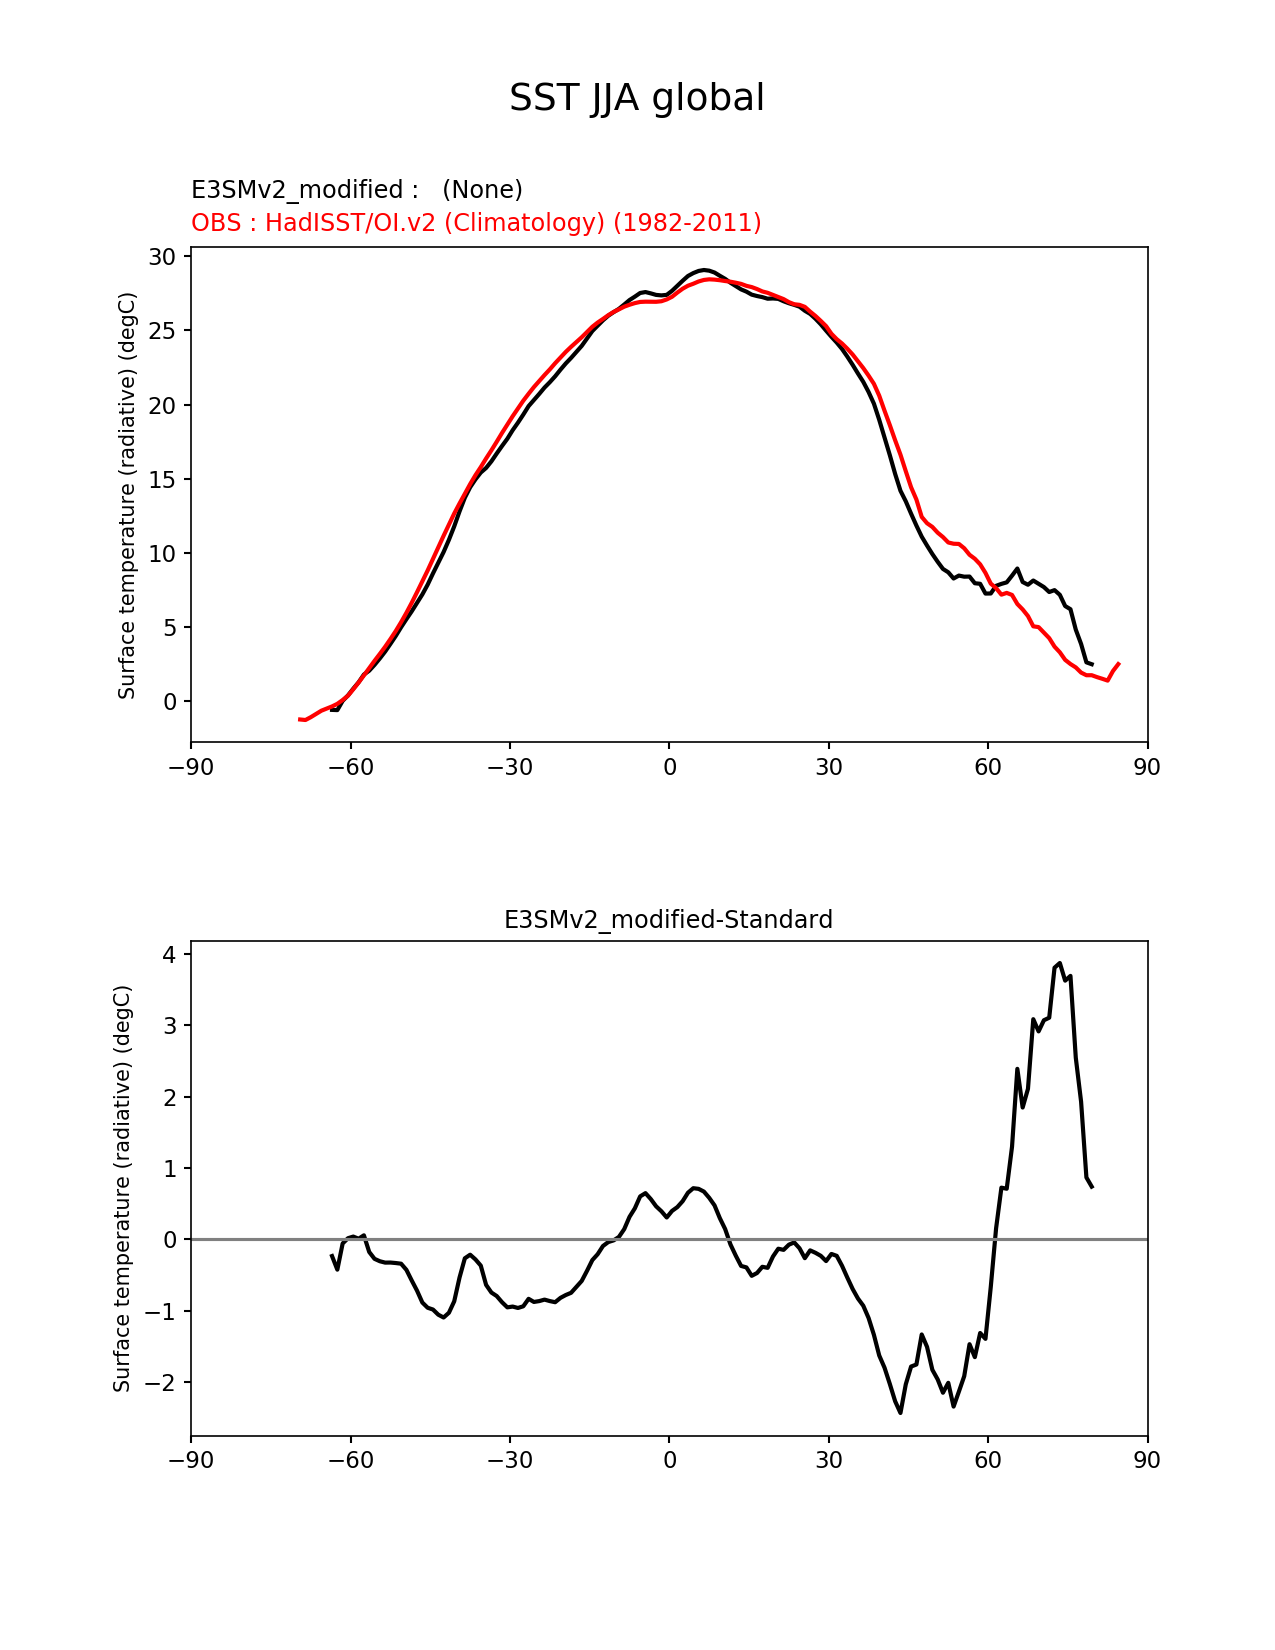 SST JJA global
E3SMv2_modified :   (None)
OBS : HadISST/OI.v2 (Climatology) (1982-2011)
30
25
20
15
10
5
0
Surface temperature (radiative) (degC)
−90 −60 −30 0 30 60 90
E3SMv2_modified-Standard
4
3
2
1
0
−1
−2
Surface temperature (radiative) (degC)
−90 −60 −30 0 30 60 90